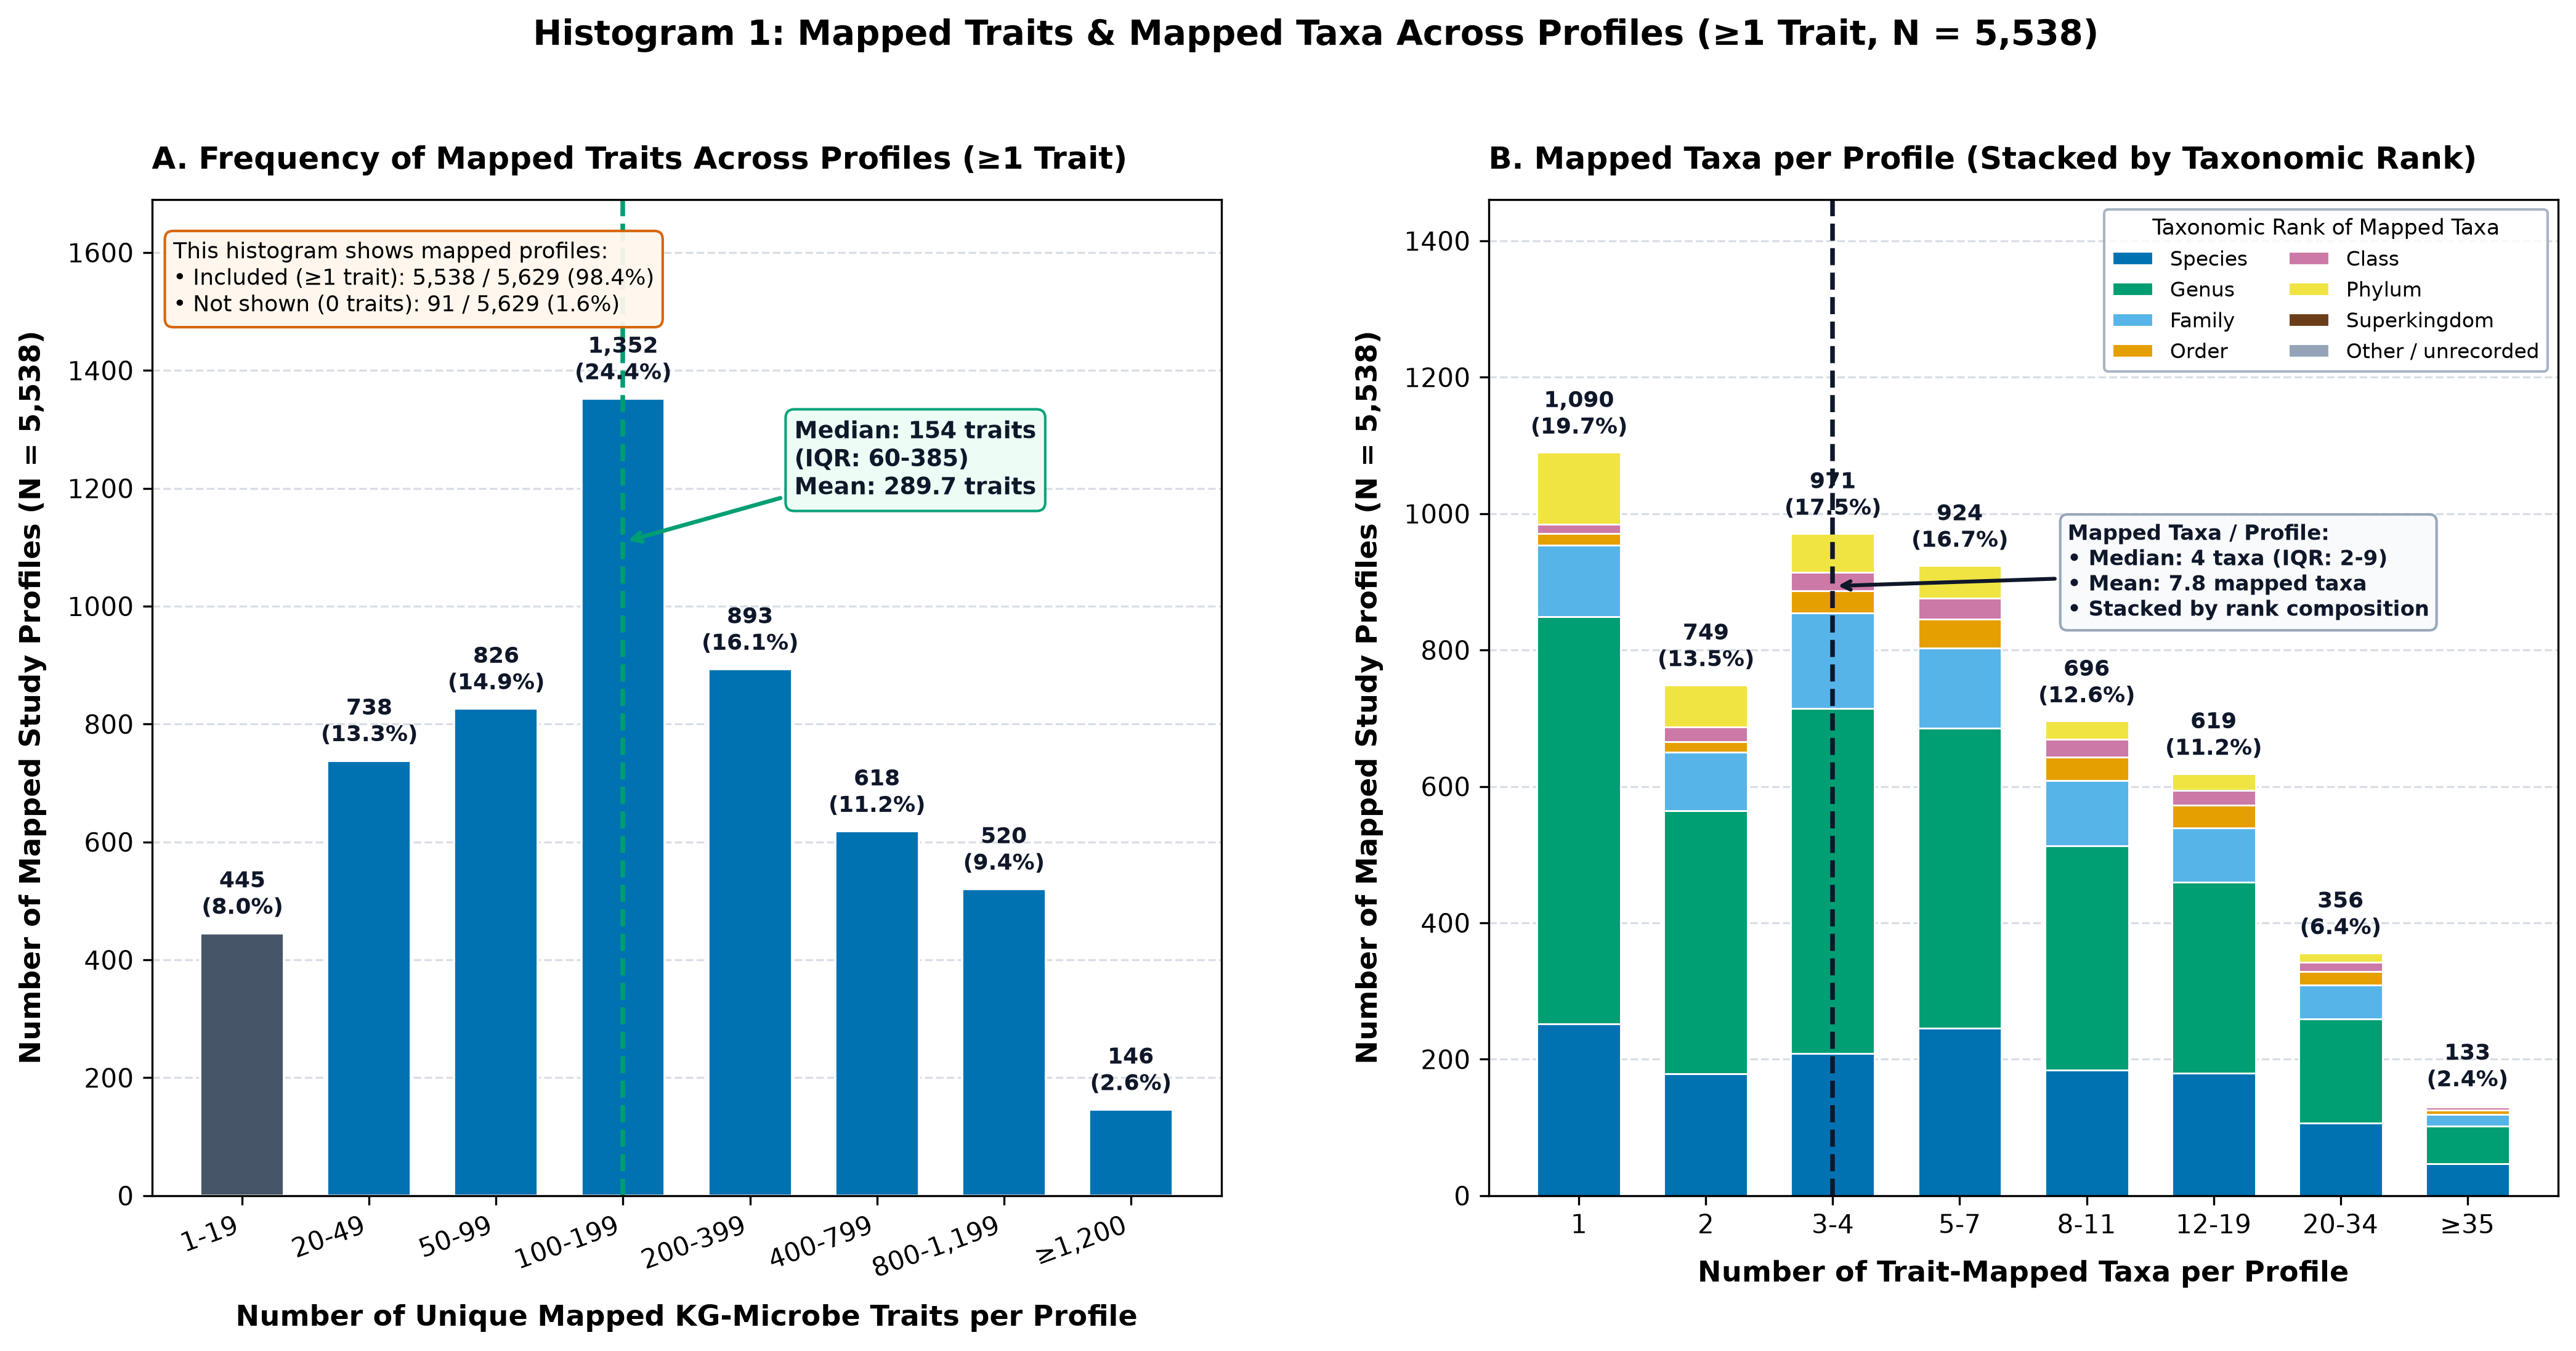 Histogram 1: Mapped Traits & Mapped Taxa Across Profiles (≥1 Trait, N = 5,538)
A. Frequency of Mapped Traits Across Profiles (≥1 Trait)
Number of Mapped Study Profiles (N = 5,538)
1600
1400
1200
1000
800
600
400
200
0
This histogram shows mapped profiles:
• Included (≥1 trait): 5,538 / 5,629 (98.4%)
• Not shown (0 traits): 91 / 5,629 (1.6%)
445
(8.0%)
738
(13.3%)
826
(14.9%)
1,352
(24.4%)
893
(16.1%)
618
(11.2%)
520
(9.4%)
146
(2.6%)
Median: 154 traits
(IQR: 60-385)
Mean: 289.7 traits
1-19
20-49
50-99
100-199
200-399
400-799
800-1,199
≥1,200
Number of Unique Mapped KG-Microbe Traits per Profile
B. Mapped Taxa per Profile (Stacked by Taxonomic Rank)
Number of Mapped Study Profiles (N = 5,538)
1400
1200
1000
800
600
400
200
0
Taxonomic Rank of Mapped Taxa
Species
Genus
Family
Order
Class
Phylum
Superkingdom
Other / unrecorded
1,090
(19.7%)
749
(13.5%)
971
(17.5%)
924
(16.7%)
696
(12.6%)
619
(11.2%)
356
(6.4%)
133
(2.4%)
Mapped Taxa / Profile:
• Median: 4 taxa (IQR: 2-9)
• Mean: 7.8 mapped taxa
• Stacked by rank composition
1
2
3-4
5-7
8-11
12-19
20-34
≥35
Number of Trait-Mapped Taxa per Profile